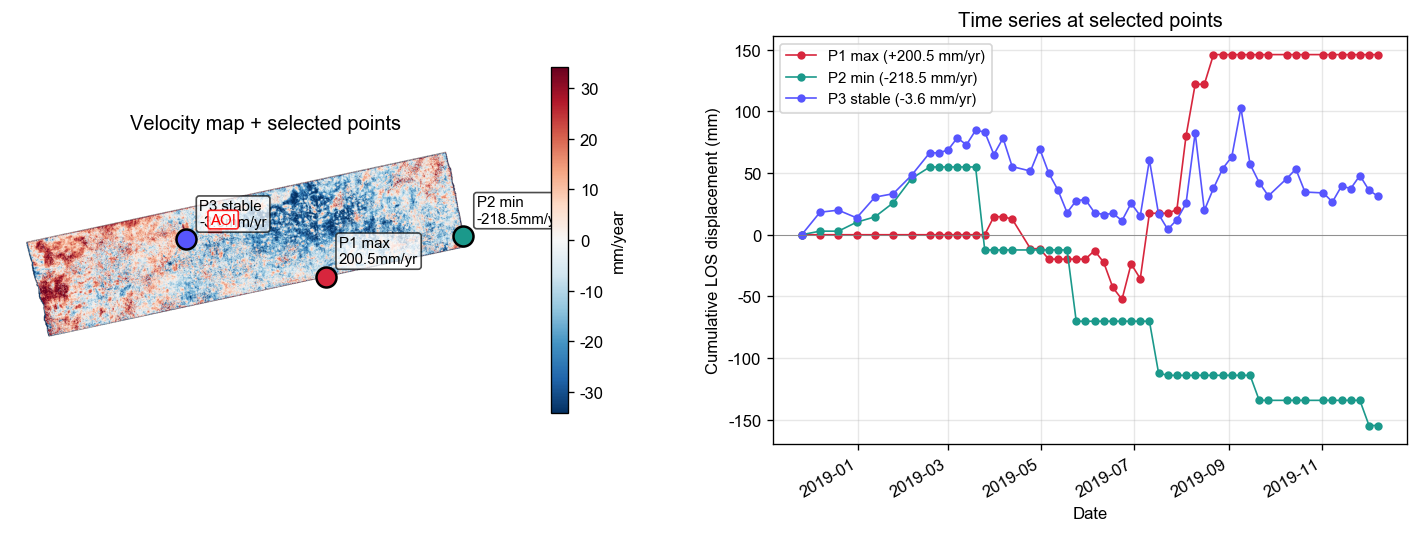 Velocity map + selected points
P3 stable
AOI
m/yr
P2 min
-218.5mm/y
P1 max
200.5mm/yr
30
20
10
0
-10
-20
-30
mm/year
Time series at selected points
P1 max (+200.5 mm/yr)
P2 min (-218.5 mm/yr)
P3 stable (-3.6 mm/yr)
Cumulative LOS displacement (mm)
150
100
50
0
-50
-100
-150
2019-01
2019-03
2019-05
2019-07
2019-09
2019-11
Date